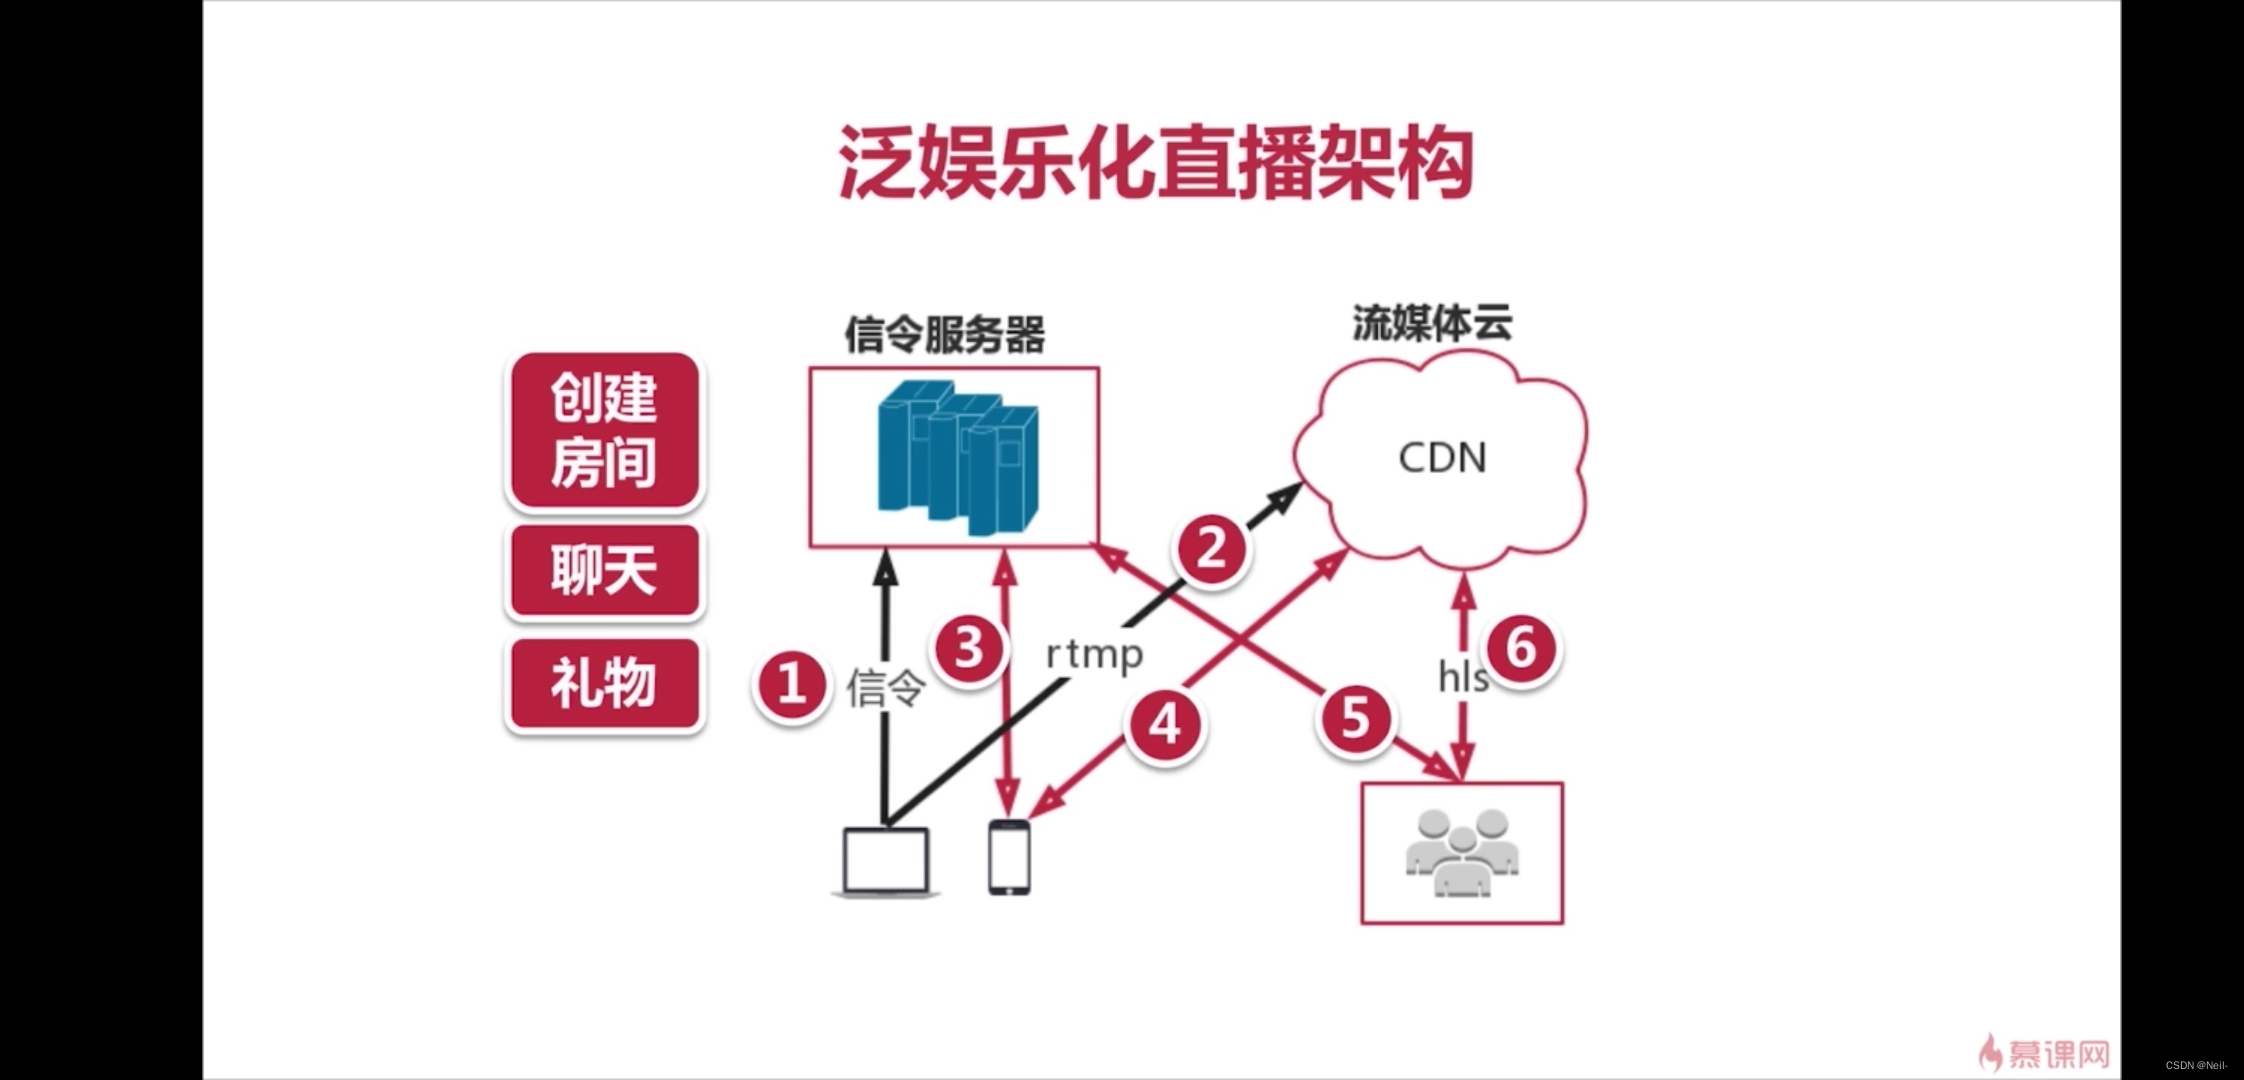 泛娱乐化直播架构
信令服务器
流媒体云
创建
房间
聊天
礼物
CDN
2
1
信令
3
rtmp
4
5
hls
6
慕课网
CSDN @Neil-